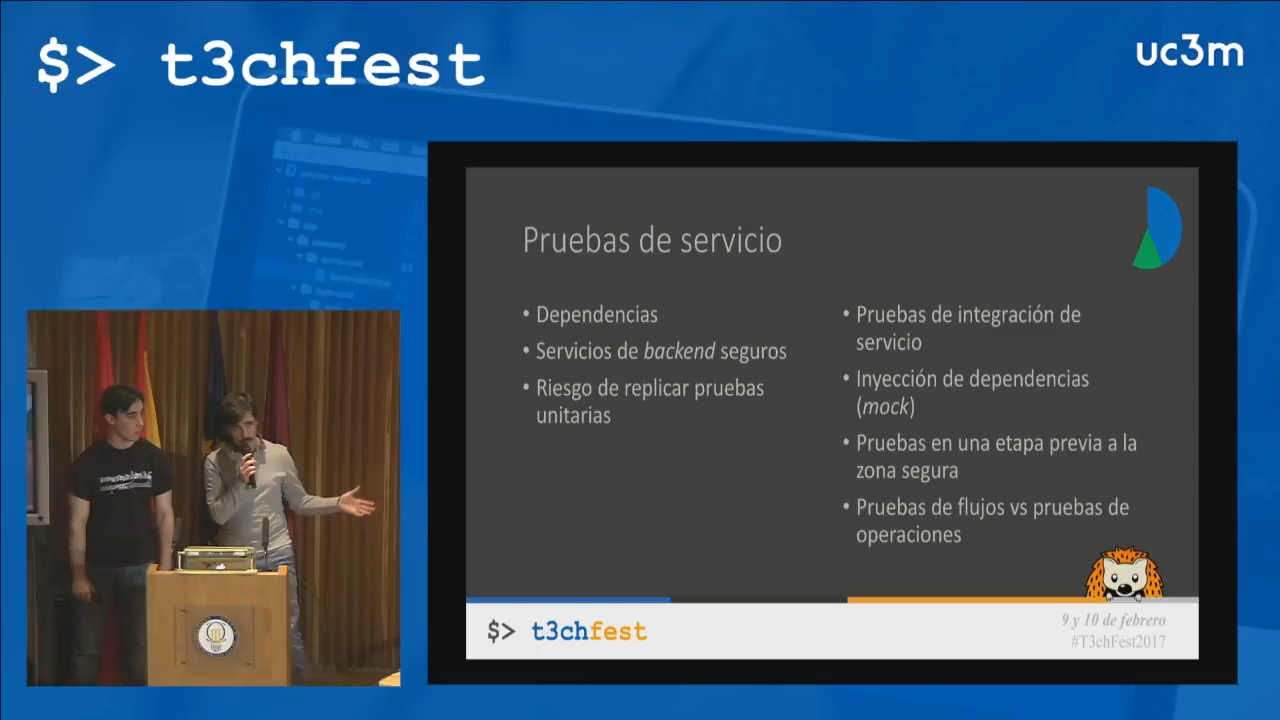 $> t3chfest
uc3m
Pruebas de servicio
• Dependencias
• Servicios de backend seguros
• Riesgo de replicar pruebas
unitarias
• Pruebas de integración de
servicio
• Inyección de dependencias
(mock)
• Pruebas en una etapa previa a la
zona segura
• Pruebas de flujos vs pruebas de
operaciones
$> t3chfest
9 y 10 de febrero
#T3chFest2017